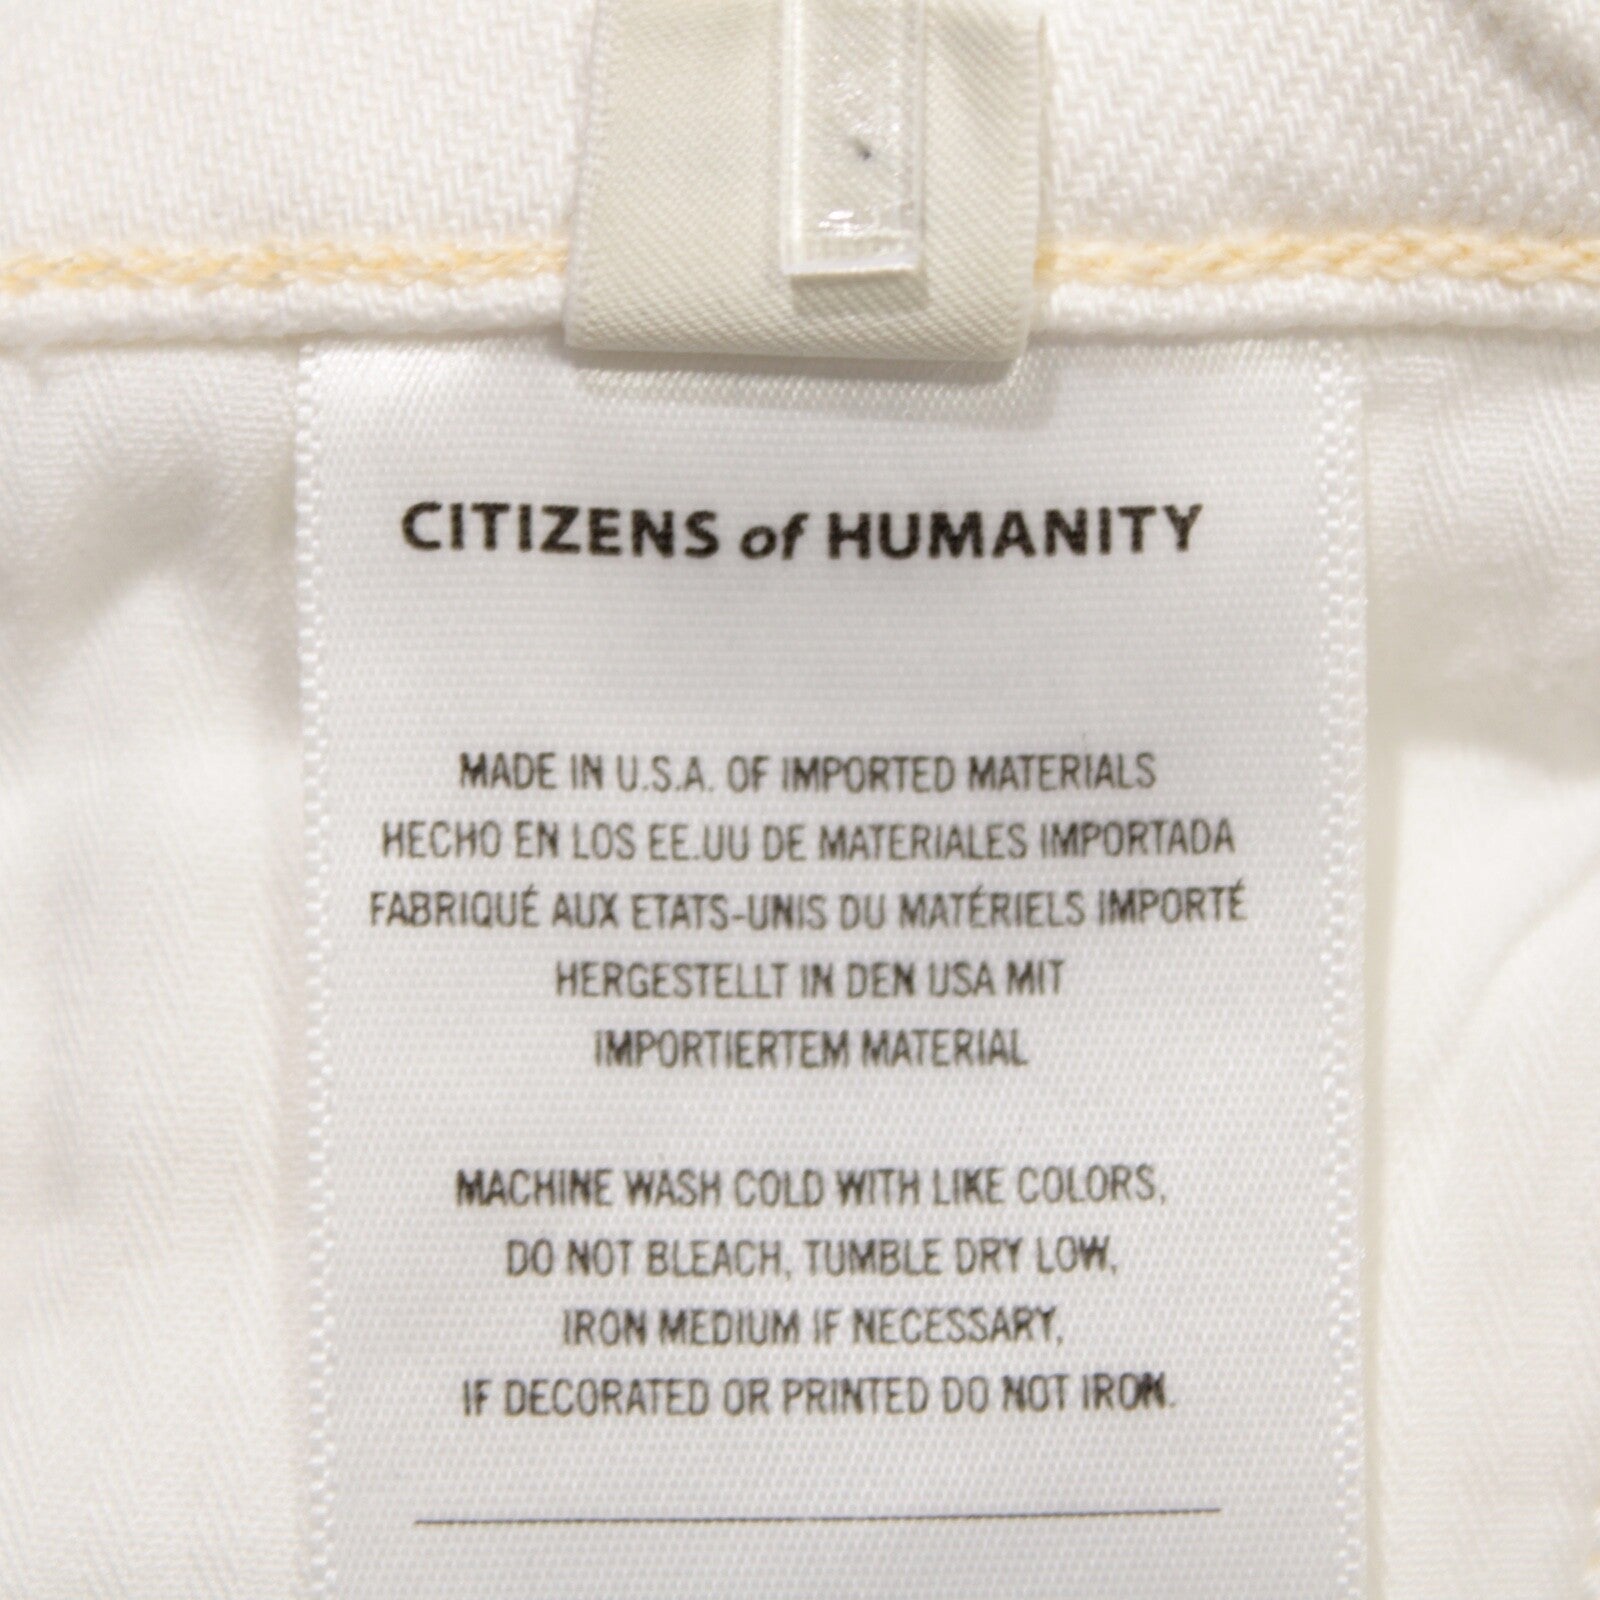 CITIZENS of HUMANITY
MADE IN U.S.A. OF IMPORTED MATERIALS
HECHO EN LOS EE.UU DE MATERIALES IMPORTADA
FABRIQUÉ AUX ETATS-UNIS DU MATÉRIELS IMPORTÉ
HERGESTELLT IN DEN USA MIT
IMPORTIERTEM MATERIAL
MACHINE WASH COLD WITH LIKE COLORS,
DO NOT BLEACH, TUMBLE DRY LOW,
IRON MEDIUM IF NECESSARY,
IF DECORATED OR PRINTED DO NOT IRON.